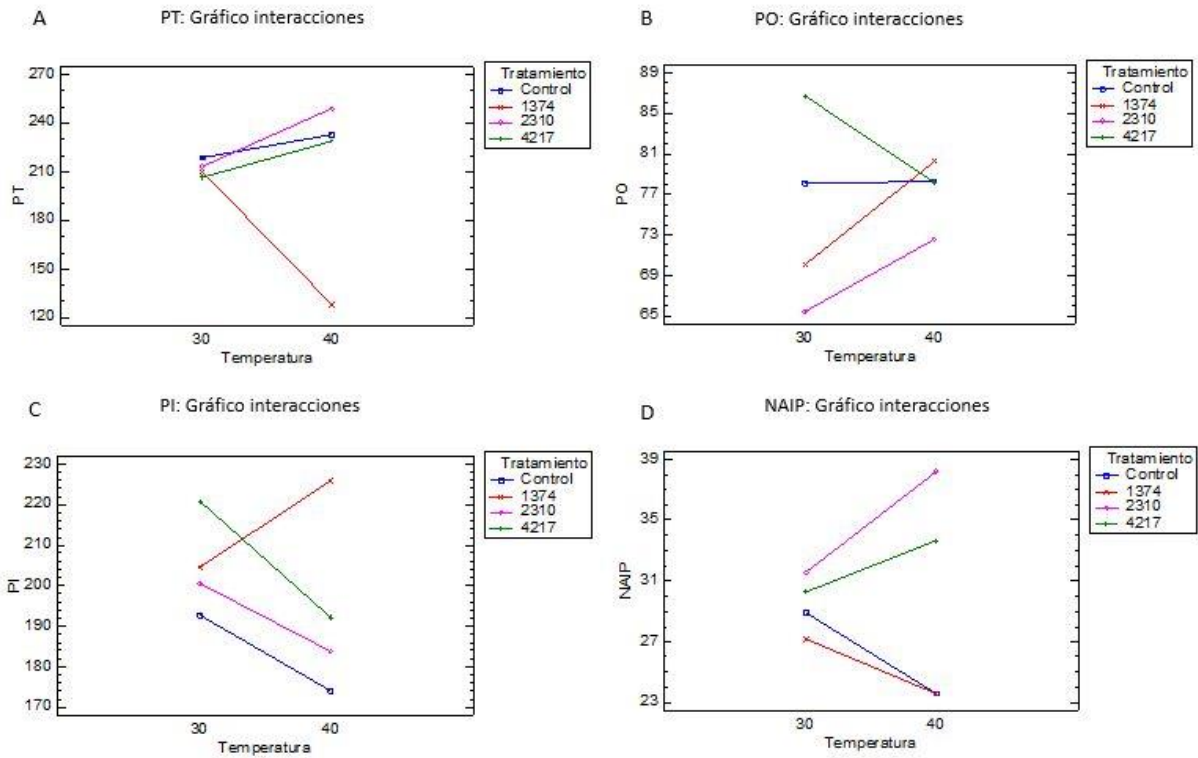 A
PT: Gráfico interacciones
270
240
210
180
150
120
PT
30
40
Temperatura
Tratamiento
Control
1374
2310
4217
B
PO: Gráfico interacciones
89
85
81
77
73
69
65
PO
30
40
Temperatura
Tratamiento
Control
1374
2310
4217
C
PI: Gráfico interacciones
230
220
210
200
190
180
170
PI
30
40
Temperatura
Tratamiento
Control
1374
2310
4217
D
NAIP: Gráfico interacciones
39
35
31
27
23
NAIP
30
40
Temperatura
Tratamiento
Control
1374
2310
4217